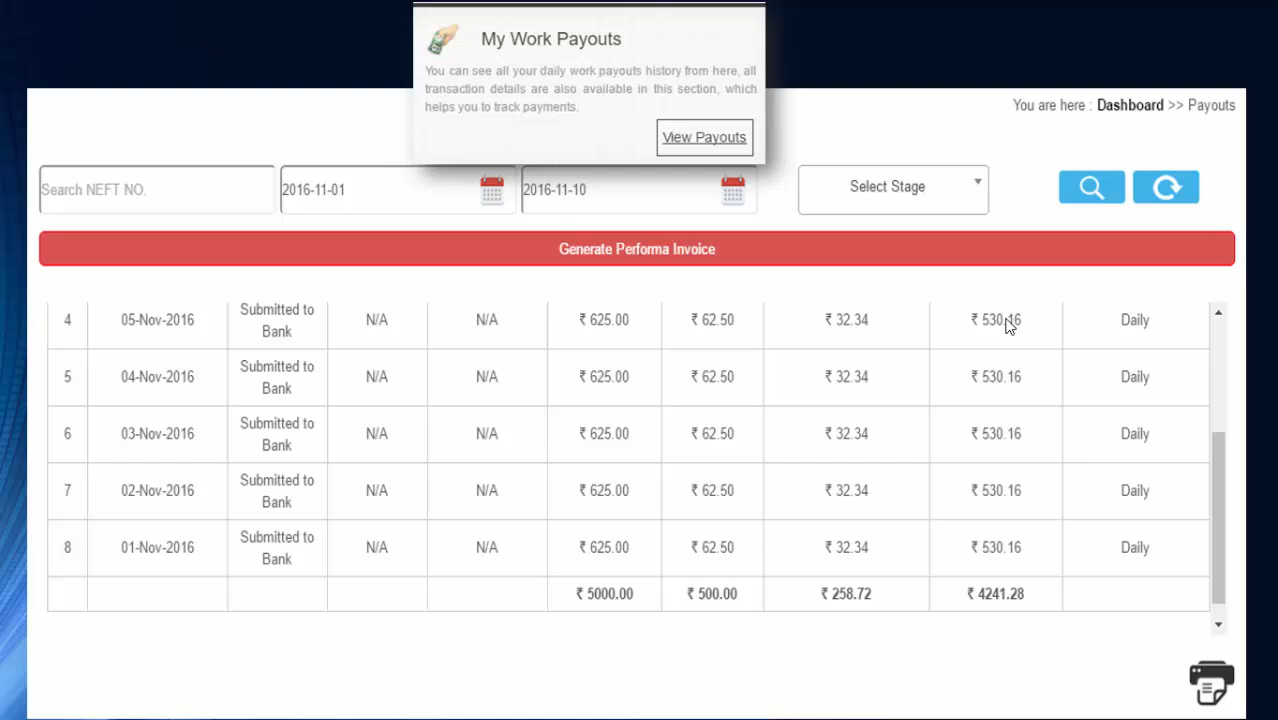 My Work Payouts
You can see all your daily work payouts history from here, all
transaction details are also available in this section, which
helps you to track payments.
View Payouts
You are here : Dashboard >> Payouts
Search NEFT NO. 2016-11-01 2016-11-10 Select Stage
Generate Performa Invoice
4 05-Nov-2016 Submitted to Bank N/A N/A ₹ 625.00 ₹ 62.50 ₹ 32.34 ₹ 530.16 Daily
5 04-Nov-2016 Submitted to Bank N/A N/A ₹ 625.00 ₹ 62.50 ₹ 32.34 ₹ 530.16 Daily
6 03-Nov-2016 Submitted to Bank N/A N/A ₹ 625.00 ₹ 62.50 ₹ 32.34 ₹ 530.16 Daily
7 02-Nov-2016 Submitted to Bank N/A N/A ₹ 625.00 ₹ 62.50 ₹ 32.34 ₹ 530.16 Daily
8 01-Nov-2016 Submitted to Bank N/A N/A ₹ 625.00 ₹ 62.50 ₹ 32.34 ₹ 530.16 Daily
₹ 5000.00 ₹ 500.00 ₹ 258.72 ₹ 4241.28